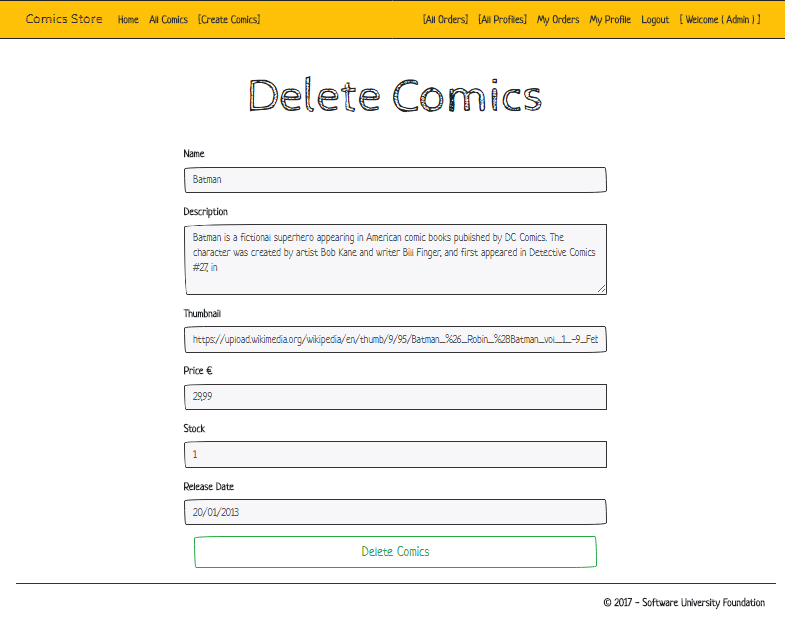 Comics Store Home All Comics [Create Comics] [All Orders] [All Profiles] My Orders My Profile Logout [ Welcome ( Admin ) ]
Delete Comics
Name
Batman
Description
Batman is a fictional superhero appearing in American comic books published by DC Comics. The
character was created by artist Bob Kane and writer Bill Finger, and first appeared in Detective Comics
#27, in
Thumbnail
https://upload.wikimedia.org/wikipedia/en/thumb/9/95/Batman_%26_Robin_%28Batman_vol_1_-9_Feb
Price €
29,99
Stock
1
Release Date
20/01/2013
Delete Comics
© 2017 - Software University Foundation